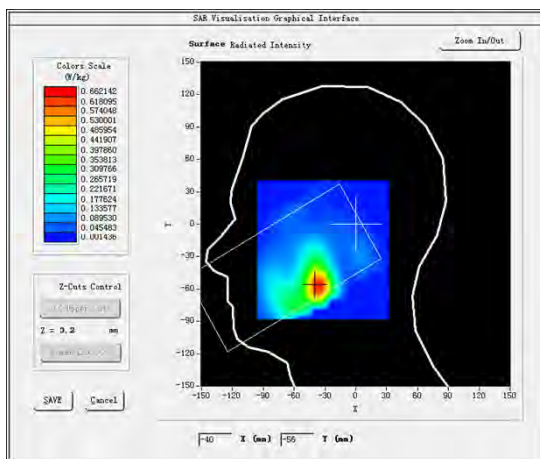 SAR Visualisation Graphical Interface
Surface Radiated Intensity
Zoom In/Out
Colors Scale
(W/kg)
0.662142
0.618095
0.574048
0.530001
0.485954
0.441907
0.397860
0.353813
0.309766
0.265719
0.221671
0.177624
0.133577
0.089530
0.045483
0.001436
150
120
90
60
30
0
-30
-60
-90
-120
-150
Y
-150 -120 -90 -60 -30 0 30 60 90 120 150
X
Z-Cuts Control
Z = 3.2 mm
SAVE
Cancel
-40 X (mm) -56 Y (mm)